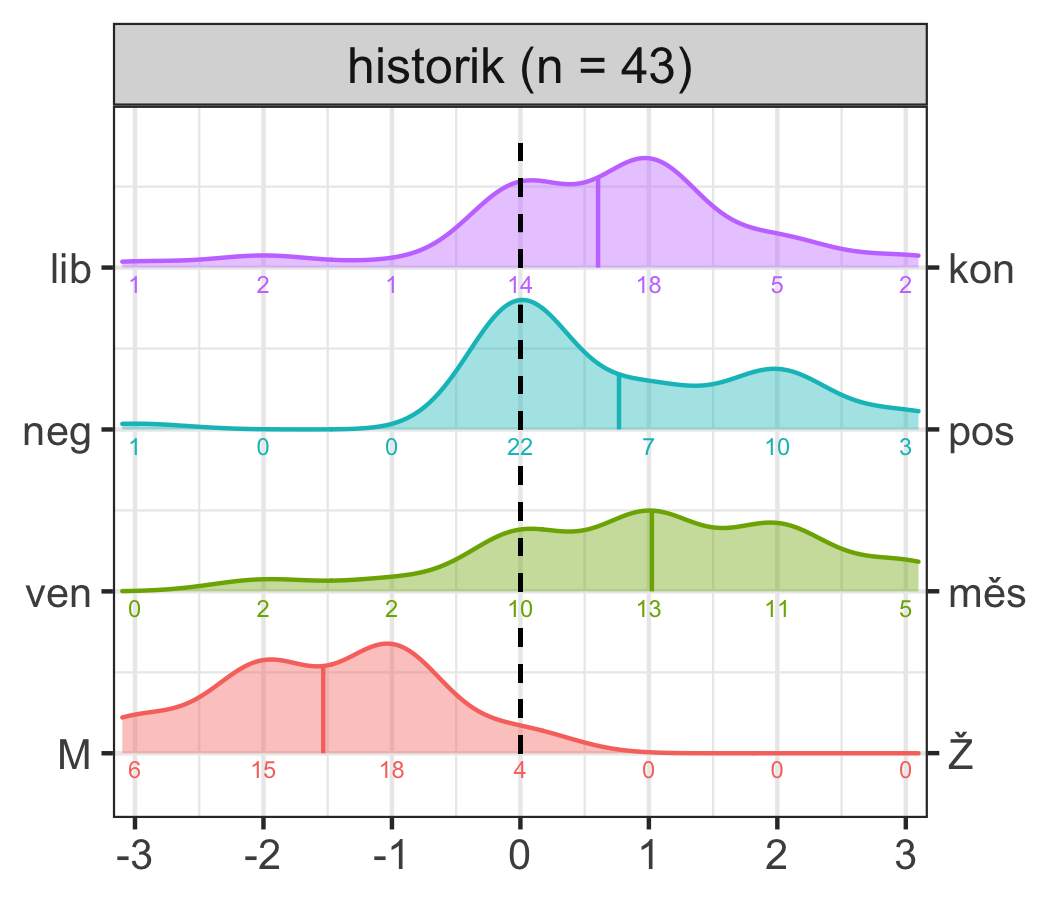 historik (n = 43)
lib kon
1 2 1 14 18 5 2
neg pos
1 0 0 22 7 10 3
ven měs
0 2 2 10 13 11 5
M Ž
6 15 18 4 0 0 0
-3 -2 -1 0 1 2 3